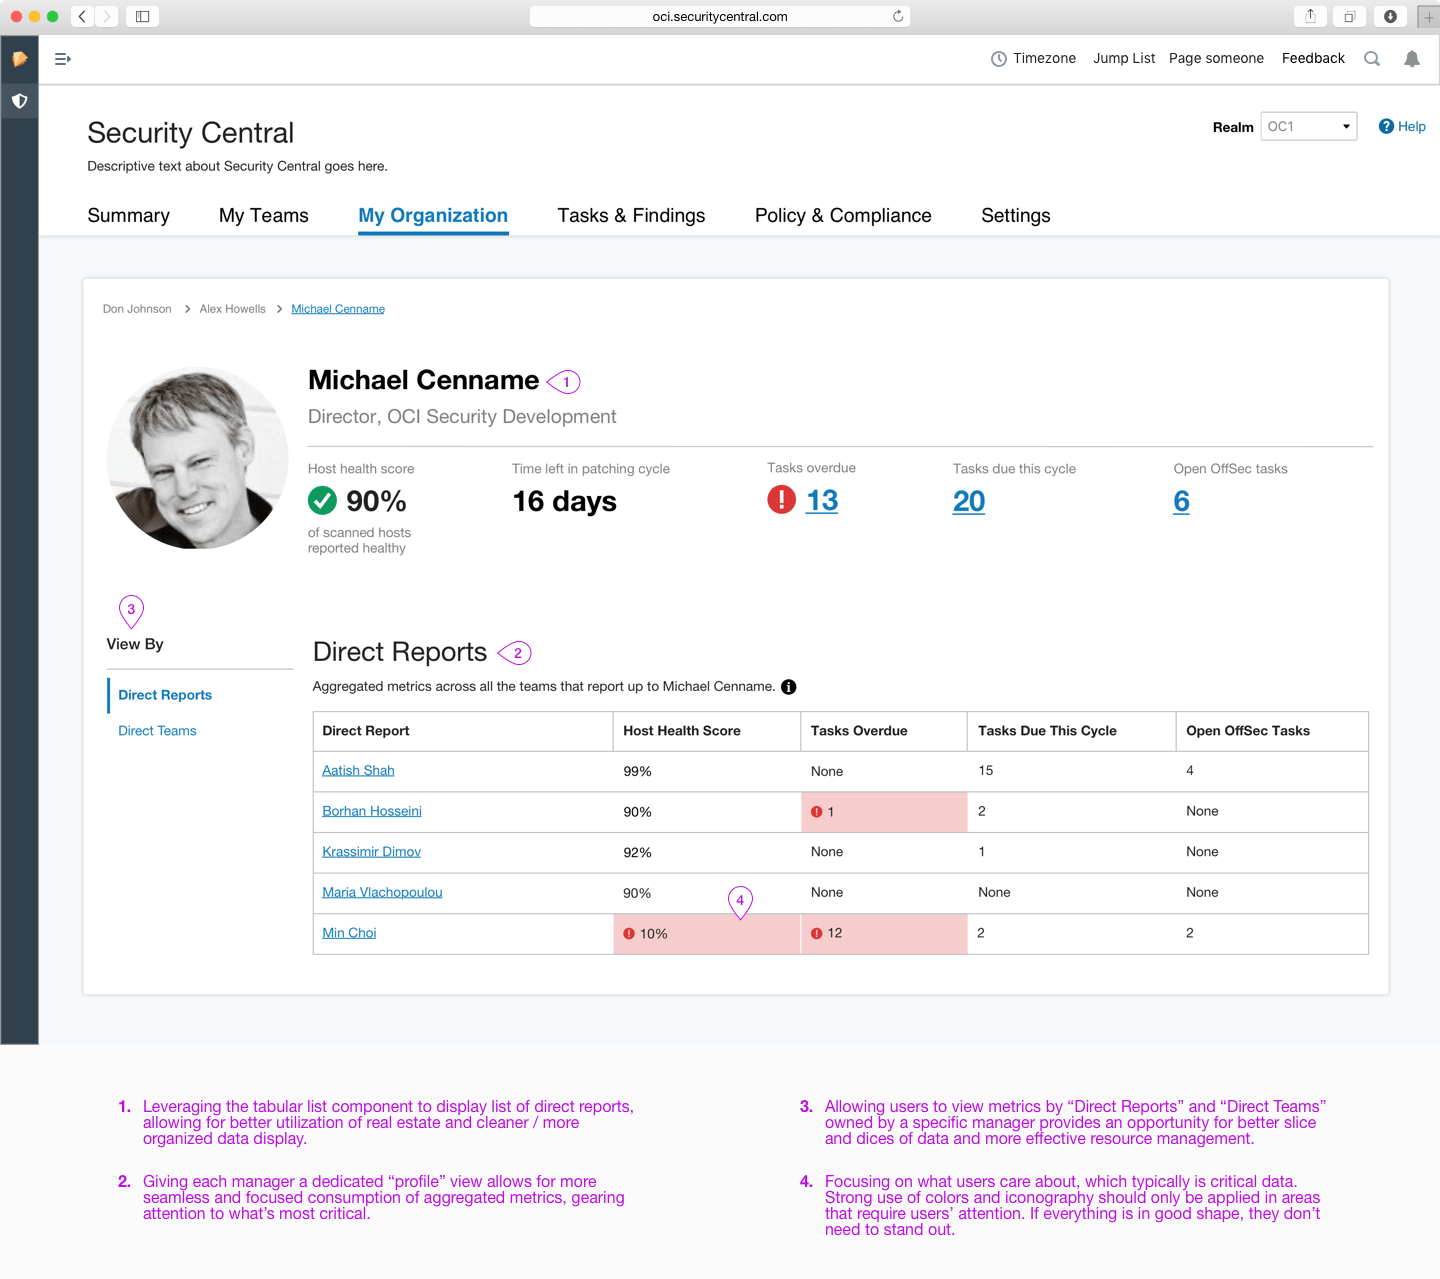 oci.securitycentral.com
Timezone Jump List Page someone Feedback
Security Central
Descriptive text about Security Central goes here.
Realm OC1 Help
Summary My Teams My Organization Tasks & Findings Policy & Compliance Settings
Don Johnson Alex Howells Michael Cenname
Michael Cenname 1
Director, OCI Security Development
Host health score Time left in patching cycle Tasks overdue Tasks due this cycle Open OffSec tasks
90% 16 days 13 20 6
of scanned hosts
reported healthy
3
View By
Direct Reports
Direct Teams
Direct Reports 2
Aggregated metrics across all the teams that report up to Michael Cenname.
Direct Report Host Health Score Tasks Overdue Tasks Due This Cycle Open OffSec Tasks
Aatish Shah 99% None 15 4
Borhan Hosseini 90% 1 2 None
Krassimir Dimov 92% None 1 None
Maria Vlachopoulou 90% None None None
4
Min Choi 10% 12 2 2
1. Leveraging the tabular list component to display list of direct reports,
allowing for better utilization of real estate and cleaner / more
organized data display.
2. Giving each manager a dedicated “profile” view allows for more
seamless and focused consumption of aggregated metrics, gearing
attention to what’s most critical.
3. Allowing users to view metrics by “Direct Reports” and “Direct Teams”
owned by a specific manager provides an opportunity for better slice
and dices of data and more effective resource management.
4. Focusing on what users care about, which typically is critical data.
Strong use of colors and iconography should only be applied in areas
that require users’ attention. If everything is in good shape, they don’t
need to stand out.